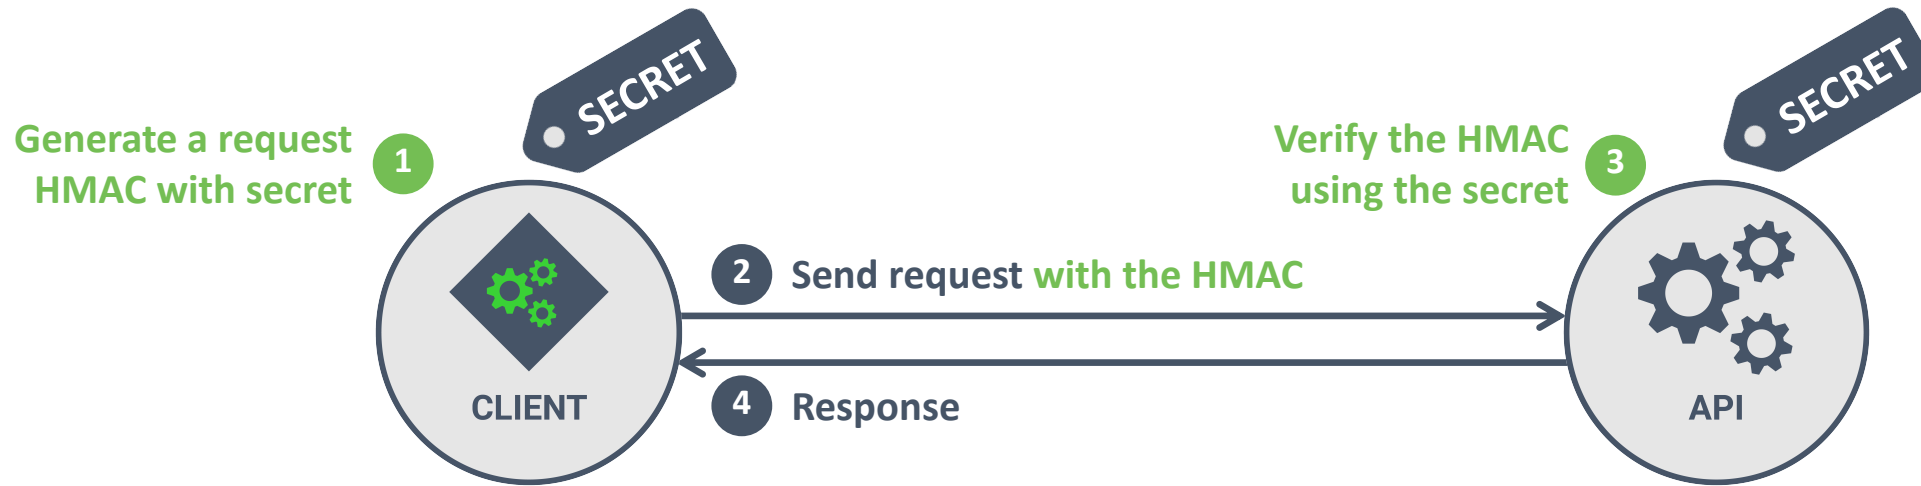 SECRET
Generate a request
HMAC with secret
1
CLIENT
2 Send request with the HMAC
4 Response
SECRET
Verify the HMAC
using the secret
3
API